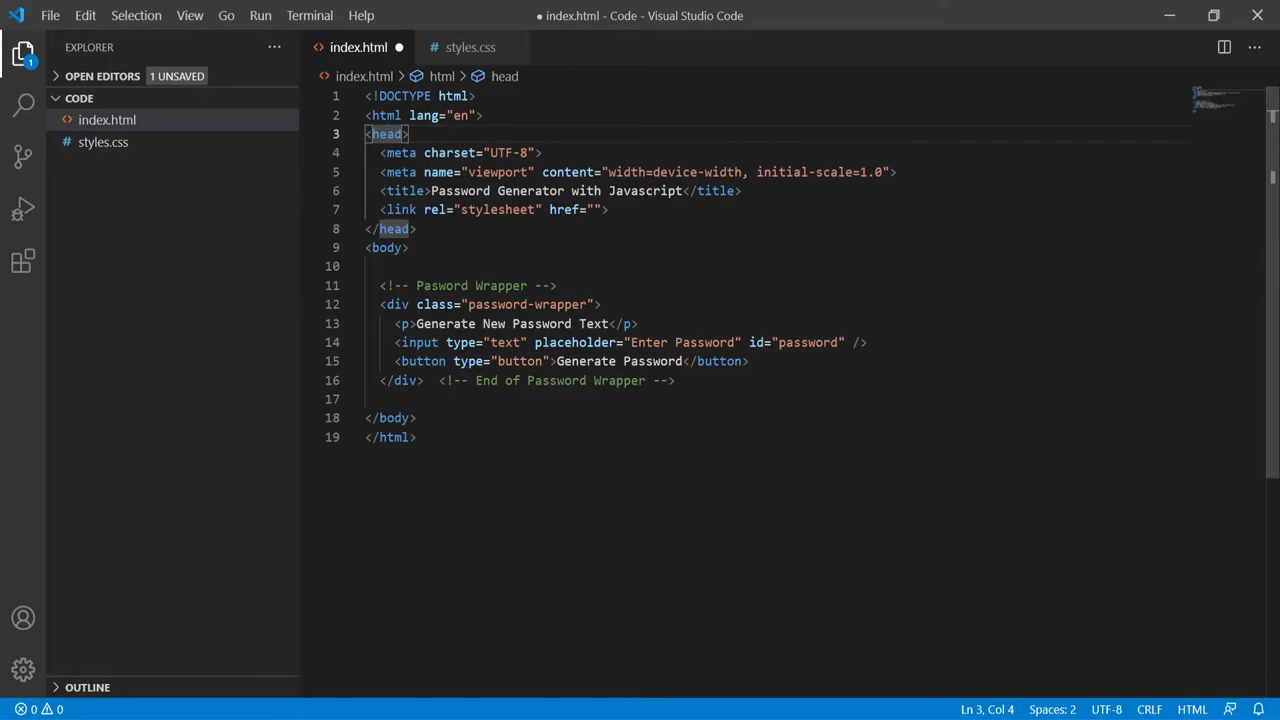 File Edit Selection View Go Run Terminal Help
● index.html - Code - Visual Studio Code
EXPLORER
OPEN EDITORS 1 UNSAVED
CODE
index.html
styles.css
OUTLINE
1
index.html
styles.css
index.html > html > head
1 <!DOCTYPE html>
2 <html lang="en">
3 <head>
4 <meta charset="UTF-8">
5 <meta name="viewport" content="width=device-width, initial-scale=1.0">
6 <title>Password Generator with Javascript</title>
7 <link rel="stylesheet" href="">
8 </head>
9 <body>
10
11 <!-- Pasword Wrapper -->
12 <div class="password-wrapper">
13 <p>Generate New Password Text</p>
14 <input type="text" placeholder="Enter Password" id="password" />
15 <button type="button">Generate Password</button>
16 </div> <!-- End of Password Wrapper -->
17
18 </body>
19 </html>
0 0
Ln 3, Col 4 Spaces: 2 UTF-8 CRLF HTML